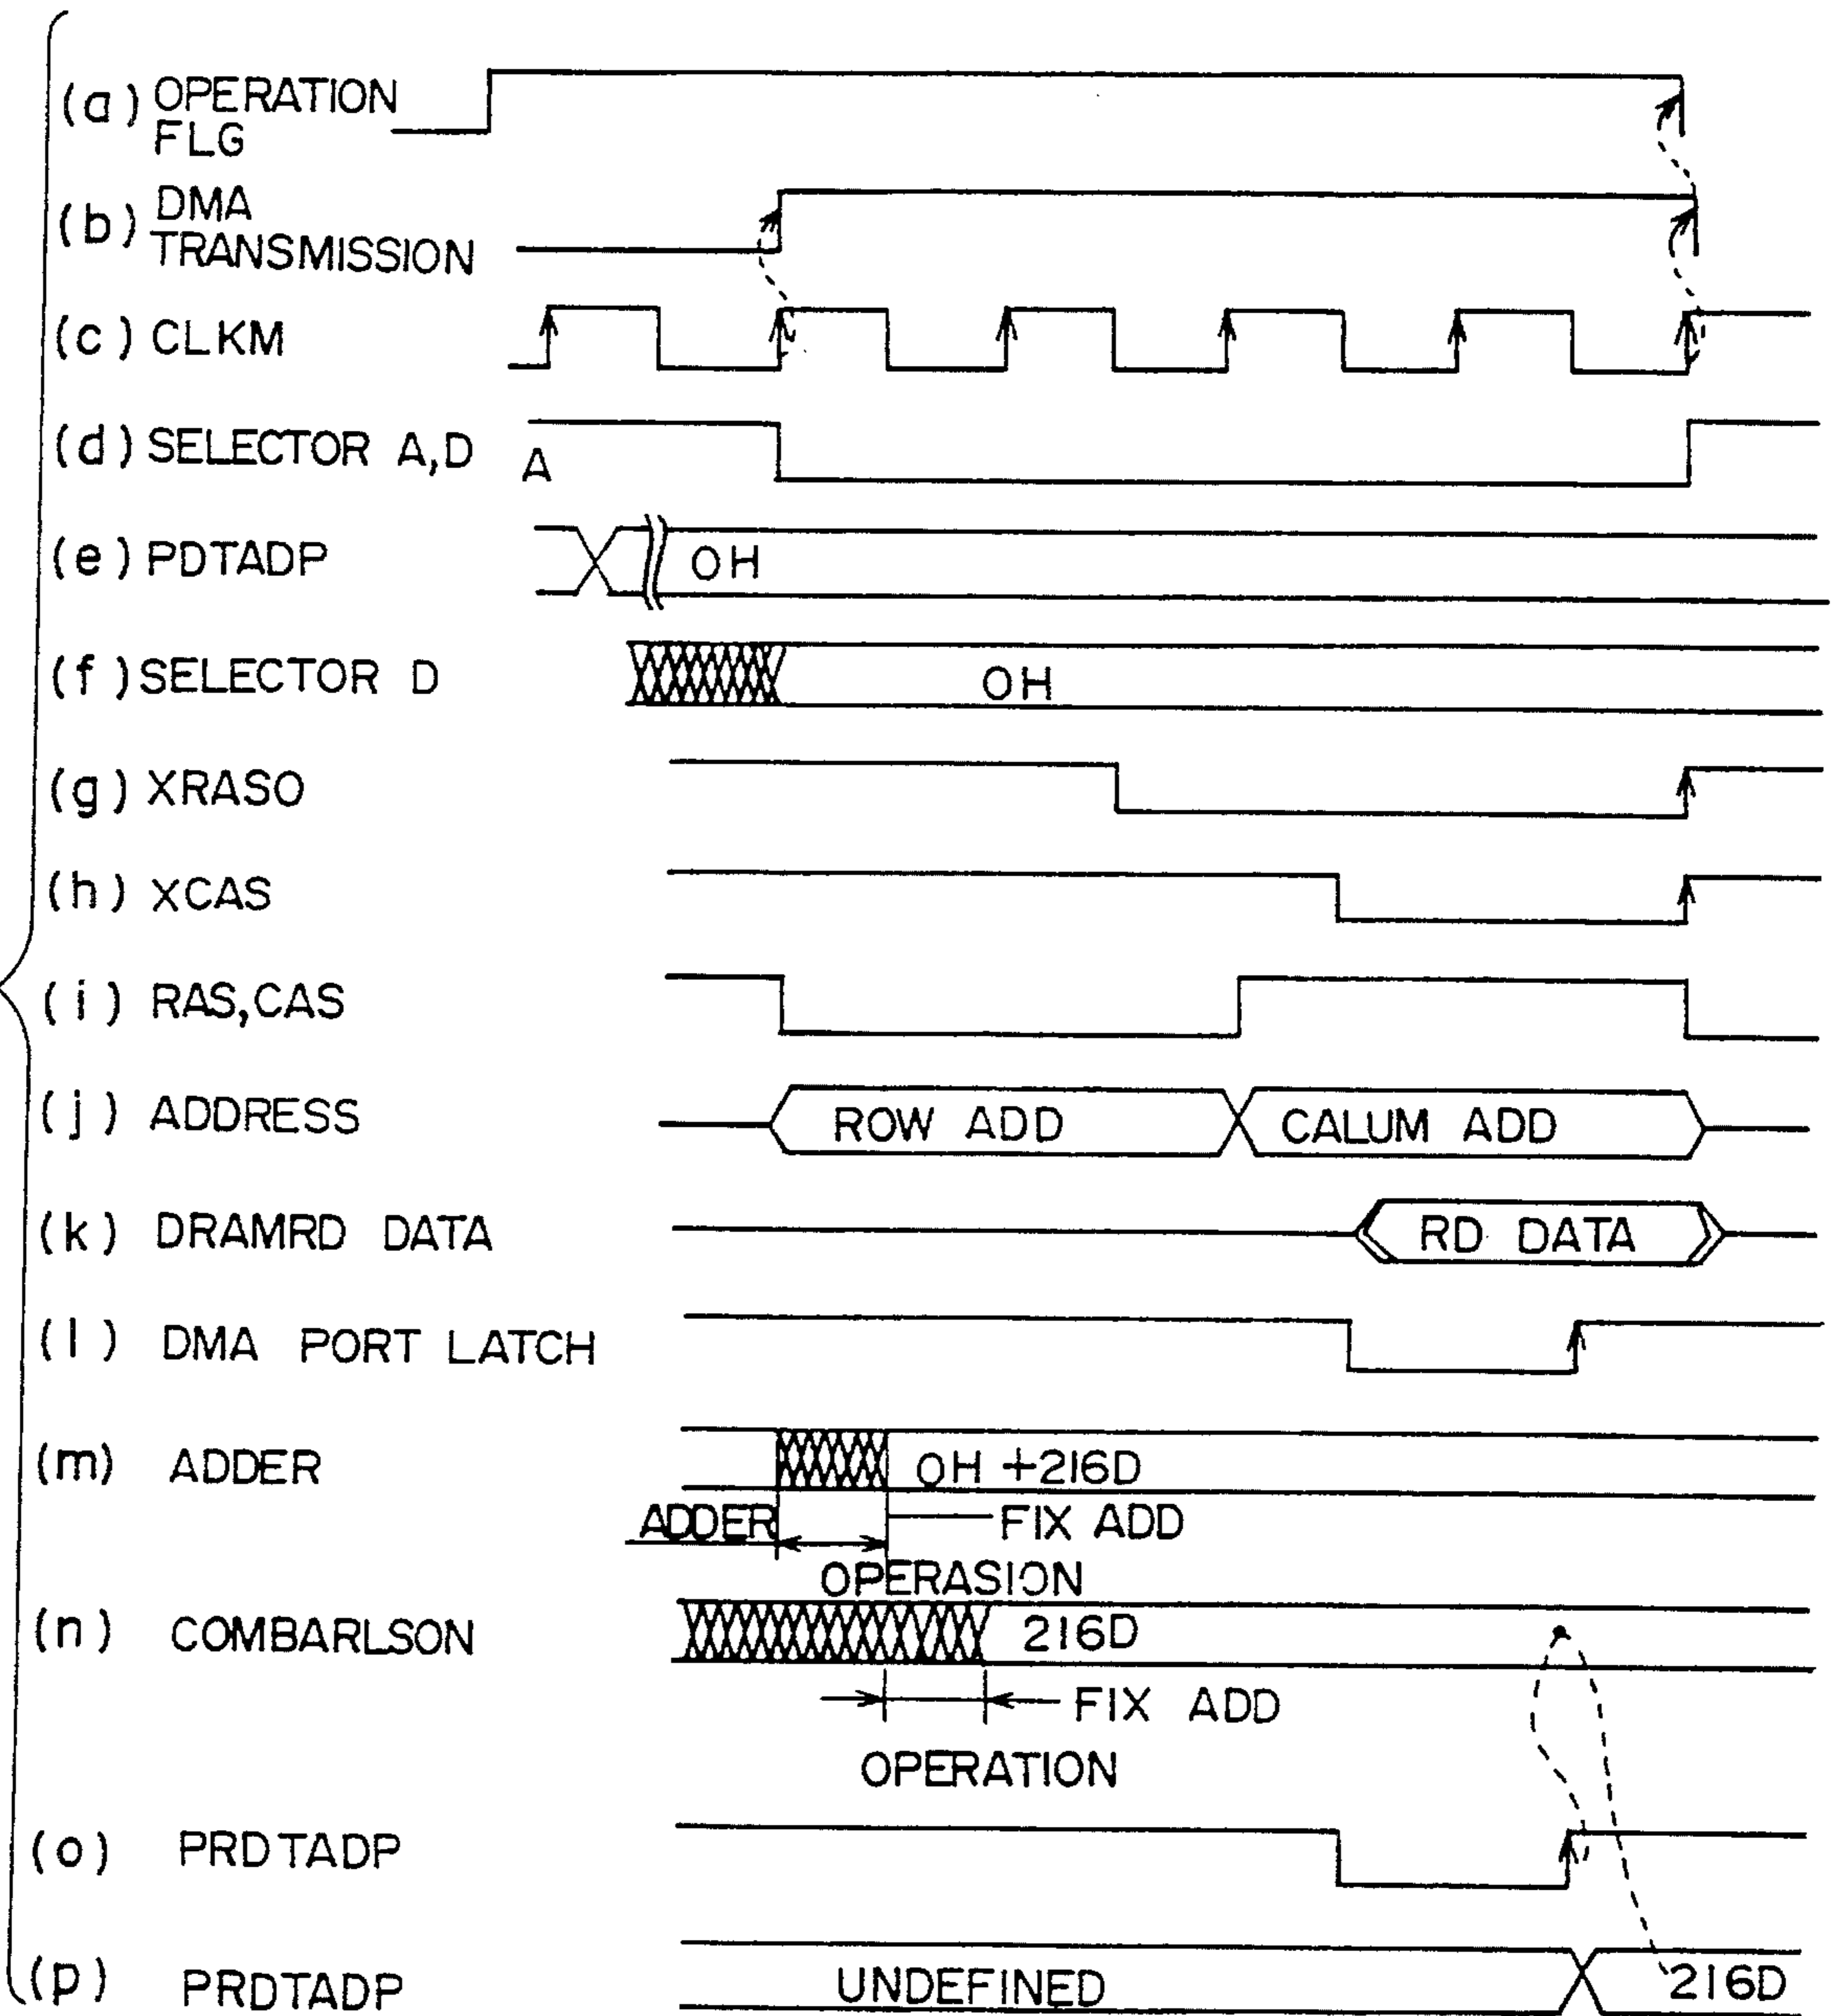 (a) OPERATION
FLG
(b) DMA
TRANSMISSION
(c) CLKM
(d) SELECTOR A,D A
(e) PDTADP OH
(f) SELECTOR D OH
(g) XRASO
(h) XCAS
(i) RAS,CAS
(j) ADDRESS ROW ADD CALUM ADD
(k) DRAMRD DATA RD DATA
(l) DMA PORT LATCH
(m) ADDER OH +216D
ADDER FIX ADD
OPERASION
(n) COMBARLSON 216D
FIX ADD
OPERATION
(o) PRDTADP
(p) PRDTADP UNDEFINED 216D